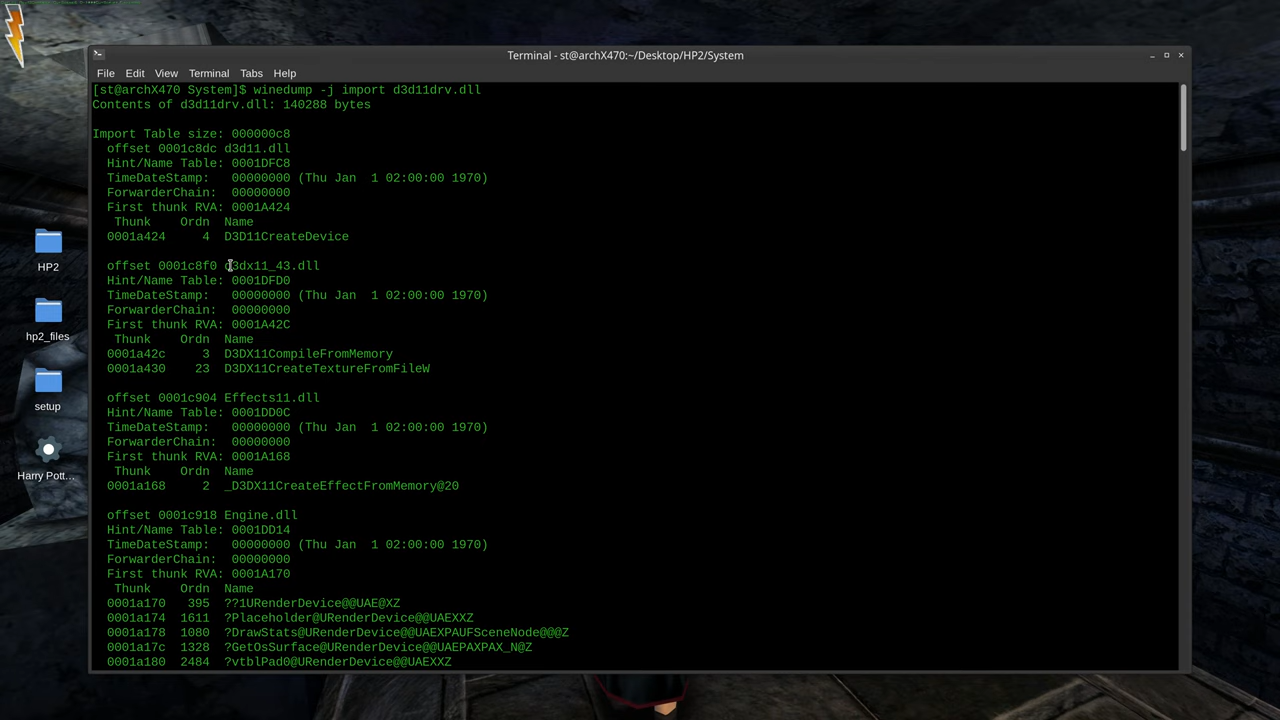 Terminal - st@archX470:~/Desktop/HP2/System
File Edit View Terminal Tabs Help
[st@archX470 System]$ winedump -j import d3d11drv.dll
Contents of d3d11drv.dll: 140288 bytes
Import Table size: 000000c8
offset 0001c8dc d3d11.dll
Hint/Name Table: 0001DFC8
TimeDateStamp: 00000000 (Thu Jan 1 02:00:00 1970)
ForwarderChain: 00000000
First thunk RVA: 0001A424
Thunk Ordn Name
0001a424 4 D3D11CreateDevice
offset 0001c8f0 d3dx11_43.dll
Hint/Name Table: 0001DFD0
TimeDateStamp: 00000000 (Thu Jan 1 02:00:00 1970)
ForwarderChain: 00000000
First thunk RVA: 0001A42C
Thunk Ordn Name
0001a42c 3 D3DX11CompileFromMemory
0001a430 23 D3DX11CreateTextureFromFileW
offset 0001c904 Effects11.dll
Hint/Name Table: 0001DD0C
TimeDateStamp: 00000000 (Thu Jan 1 02:00:00 1970)
ForwarderChain: 00000000
First thunk RVA: 0001A168
Thunk Ordn Name
0001a168 2 _D3DX11CreateEffectFromMemory@20
offset 0001c918 Engine.dll
Hint/Name Table: 0001DD14
TimeDateStamp: 00000000 (Thu Jan 1 02:00:00 1970)
ForwarderChain: 00000000
First thunk RVA: 0001A170
Thunk Ordn Name
0001a170 395 ??1URenderDevice@@UAE@XZ
0001a174 1611 ?Placeholder@URenderDevice@@UAEXXZ
0001a178 1080 ?DrawStats@URenderDevice@@UAEXPAUFSceneNode@@@Z
0001a17c 1328 ?GetOsSurface@URenderDevice@@UAEPAXPAX_N@Z
0001a180 2484 ?vtblPad0@URenderDevice@@UAEXXZ
HP2
hp2_files
setup
Harry Pott…